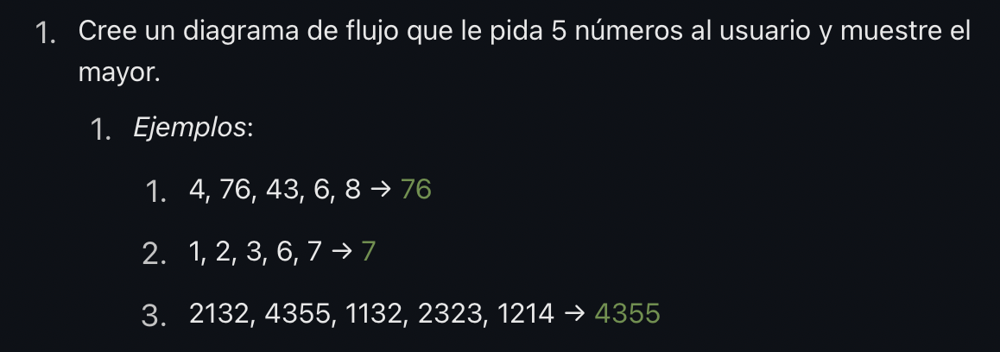 1. Cree un diagrama de flujo que le pida 5 números al usuario y muestre el
mayor.
1. Ejemplos:
1. 4, 76, 43, 6, 8 → 76
2. 1, 2, 3, 6, 7 → 7
3. 2132, 4355, 1132, 2323, 1214 → 4355